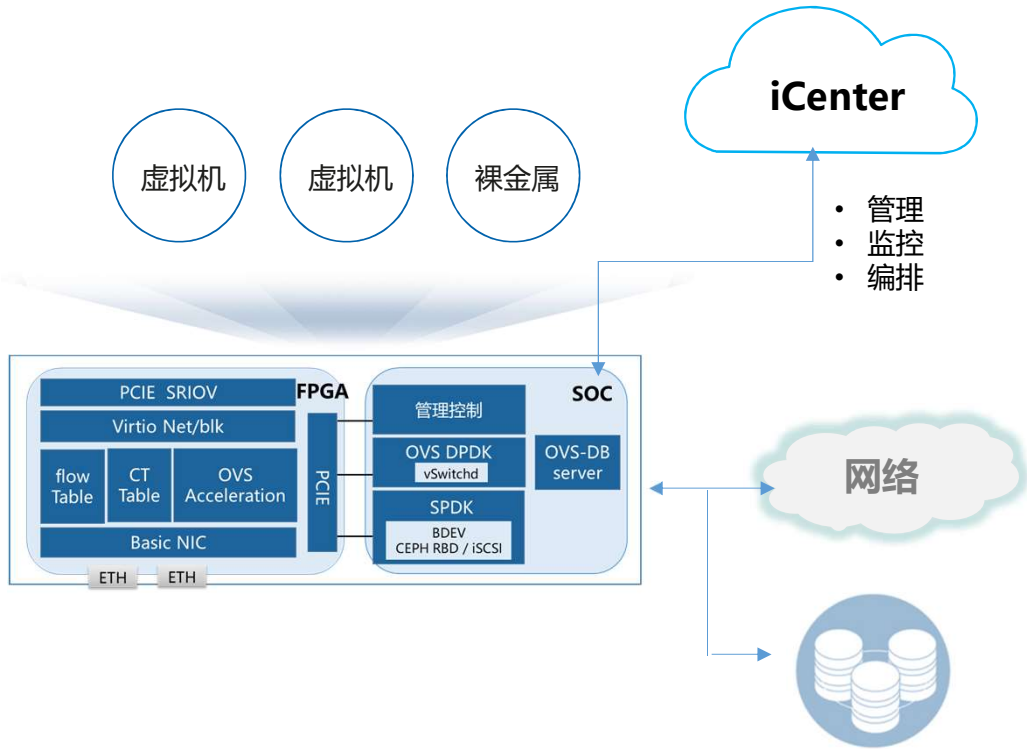 iCenter
虚拟机
虚拟机
裸金属
• 管理
• 监控
• 编排
FPGA
PCIE SRIOV
Virtio Net/blk
flow
Table
CT
Table
OVS
Acceleration
Basic NIC
PCIE
ETH
ETH
SOC
管理控制
OVS DPDK
vSwitchd
OVS-DB
server
SPDK
BDEV
CEPH RBD / iSCSI
网络